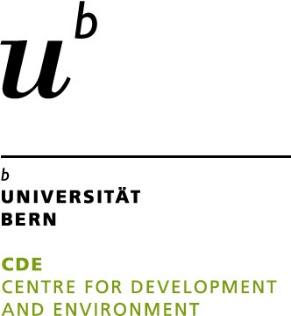 u b
b
UNIVERSITÄT
BERN
CDE
CENTRE FOR DEVELOPMENT
AND ENVIRONMENT